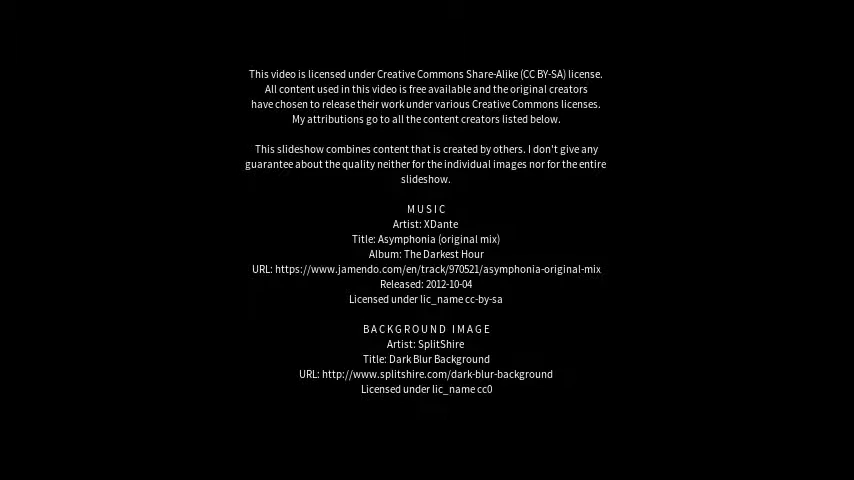 This video is licensed under Creative Commons Share-Alike (CC BY-SA) license.
All content used in this video is free available and the original creators
have chosen to release their work under various Creative Commons licenses.
My attributions go to all the content creators listed below.
This slideshow combines content that is created by others. I don't give any
guarantee about the quality neither for the individual images nor for the entire
slideshow.
MUSIC
Artist: XDante
Title: Asymphonia (original mix)
Album: The Darkest Hour
URL: https://www.jamendo.com/en/track/970521/asymphonia-original-mix
Released: 2012-10-04
Licensed under lic_name cc-by-sa
BACKGROUND IMAGE
Artist: SplitShire
Title: Dark Blur Background
URL: http://www.splitshire.com/dark-blur-background
Licensed under lic_name cc0